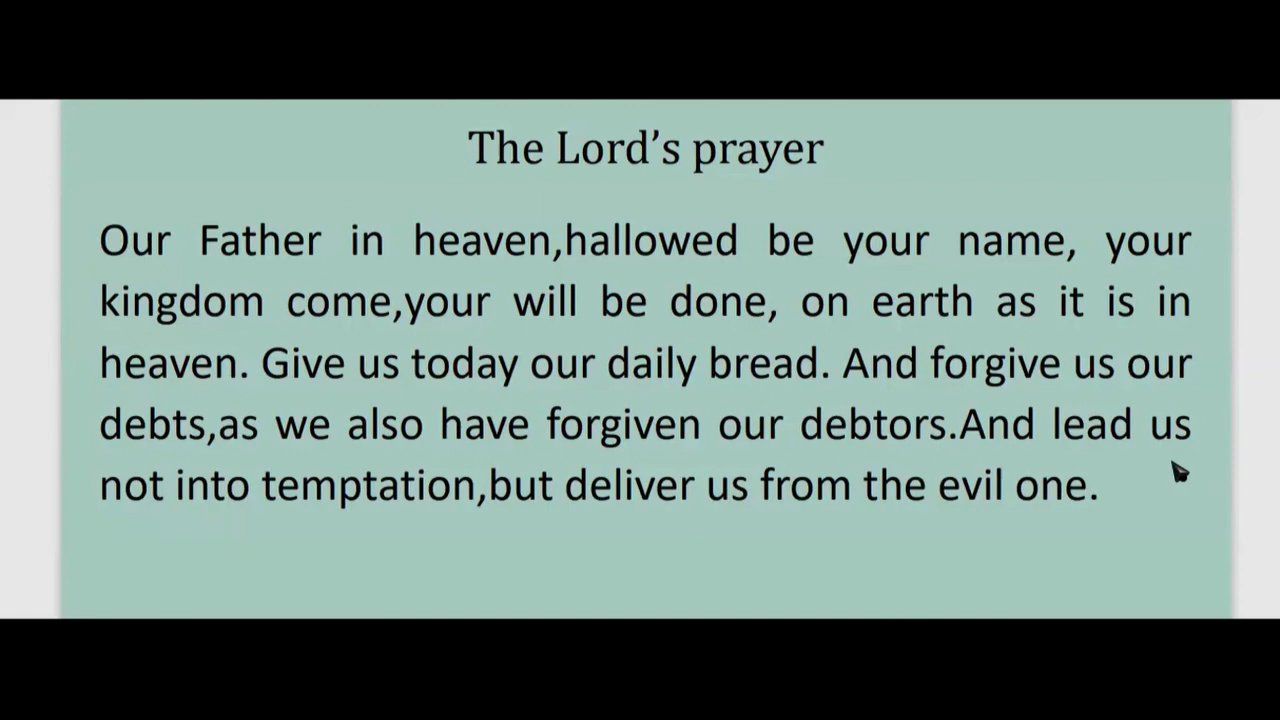 The Lord’s prayer
Our Father in heaven,hallowed be your name, your
kingdom come,your will be done, on earth as it is in
heaven. Give us today our daily bread. And forgive us our
debts,as we also have forgiven our debtors.And lead us
not into temptation,but deliver us from the evil one.